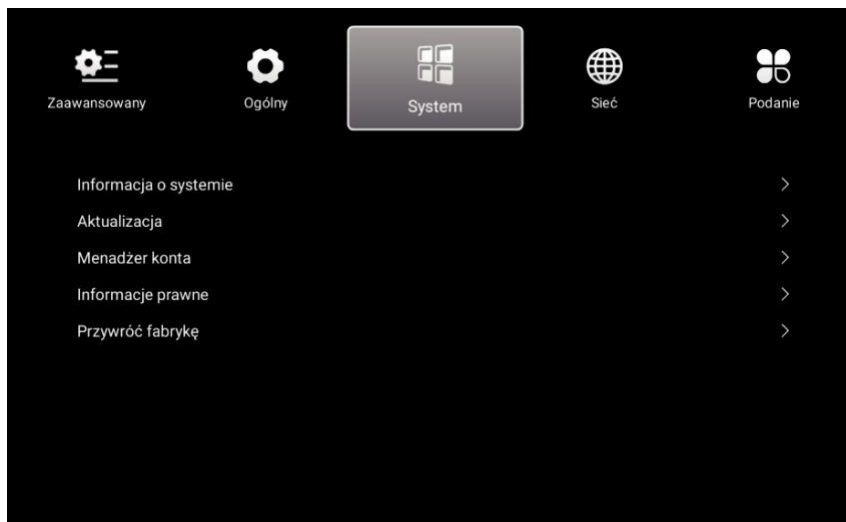 Zaawansowany
Ogólny
System
Sieć
Podanie
Informacja o systemie
Aktualizacja
Menadżer konta
Informacje prawne
Przywróć fabrykę